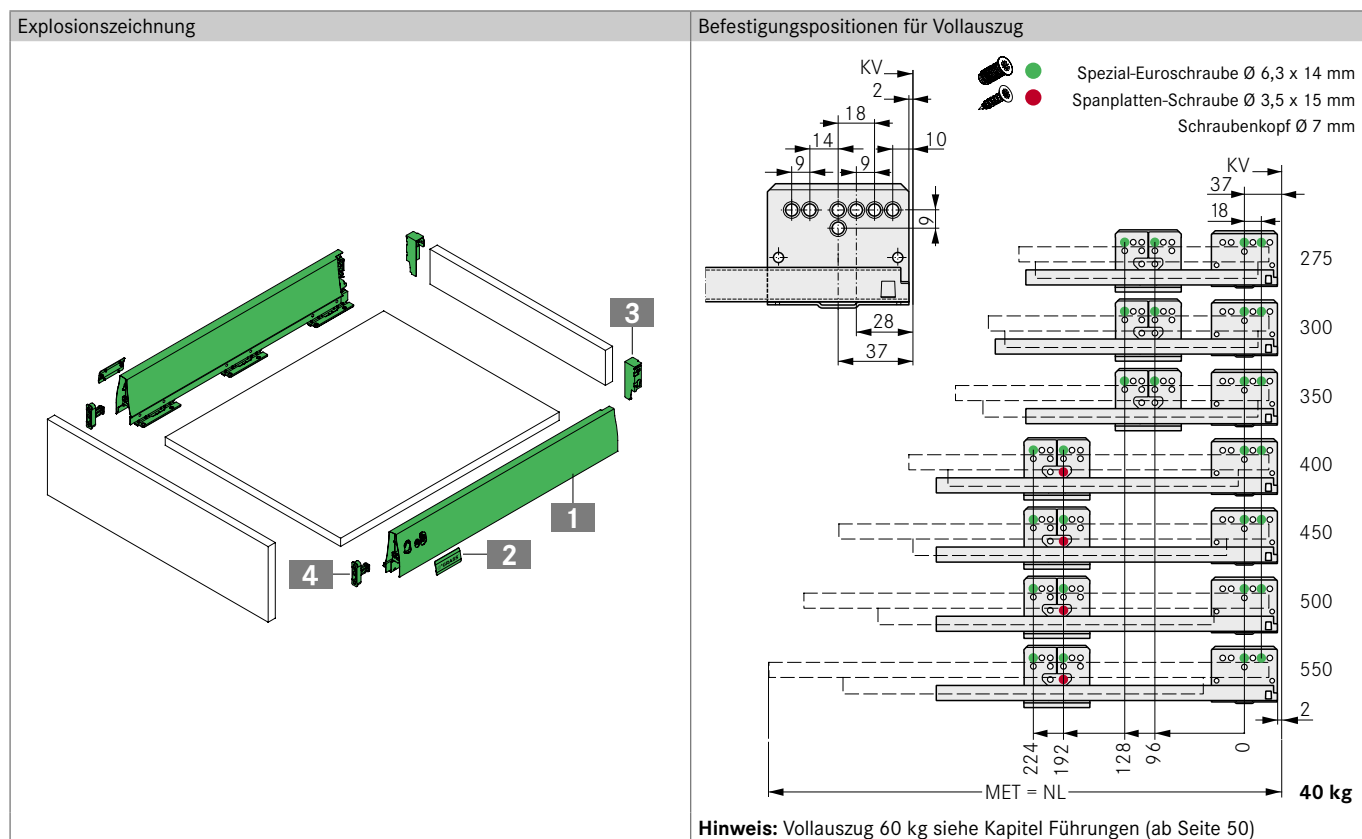 Explosionszeichnung
3
1
2
4
Befestigungspositionen für Vollauszug
KV
2
18
14
10
9
9
9
28
37
Spezial-Euroschraube Ø 6,3 x 14 mm
Spanplatten-Schraube Ø 3,5 x 15 mm
Schraubenkopf Ø 7 mm
KV
37
18
275
300
350
400
450
500
550
2
224
192
128
96
0
MET = NL
40 kg
Hinweis: Vollauszug 60 kg siehe Kapitel Führungen (ab Seite 50)